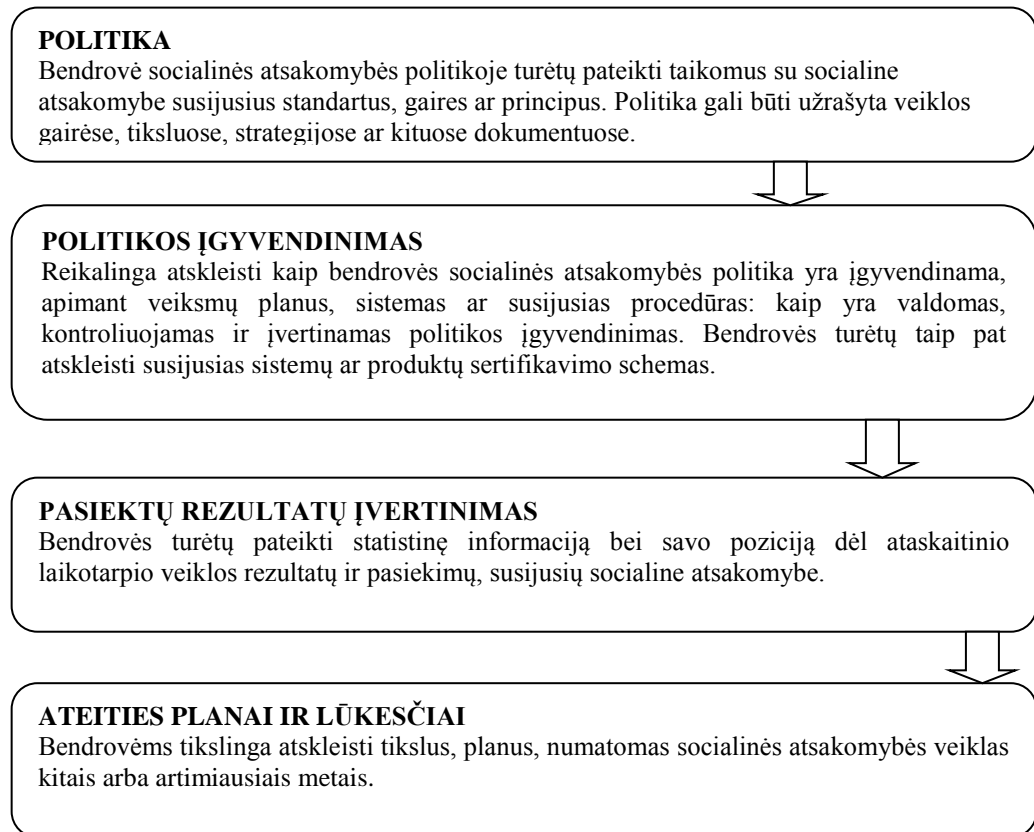 POLITIKA
Bendrovė socialinės atsakomybės politikoje turėtų pateikti taikomus su socialine
atsakomybe susijusius standartus, gaires ar principus. Politika gali būti užrašyta veiklos
gairėse, tiksluose, strategijose ar kituose dokumentuose.
POLITIKOS ĮGYVENDINIMAS
Reikalinga atskleisti kaip bendrovės socialinės atsakomybės politika yra įgyvendinama,
apimant veiksmų planus, sistemas ar susijusias procedūras: kaip yra valdomas,
kontroliuojamas ir įvertinamas politikos įgyvendinimas. Bendrovės turėtų taip pat
atskleisti susijusias sistemų ar produktų sertifikavimo schemas.
PASIEKTŲ REZULTATŲ ĮVERTINIMAS
Bendrovės turėtų pateikti statistinę informaciją bei savo poziciją dėl ataskaitinio
laikotarpio veiklos rezultatų ir pasiekimų, susijusių socialine atsakomybe.
ATEITIES PLANAI IR LŪKESČIAI
Bendrovėms tikslinga atskleisti tikslus, planus, numatomas socialinės atsakomybės veiklas
kitais arba artimiausiais metais.